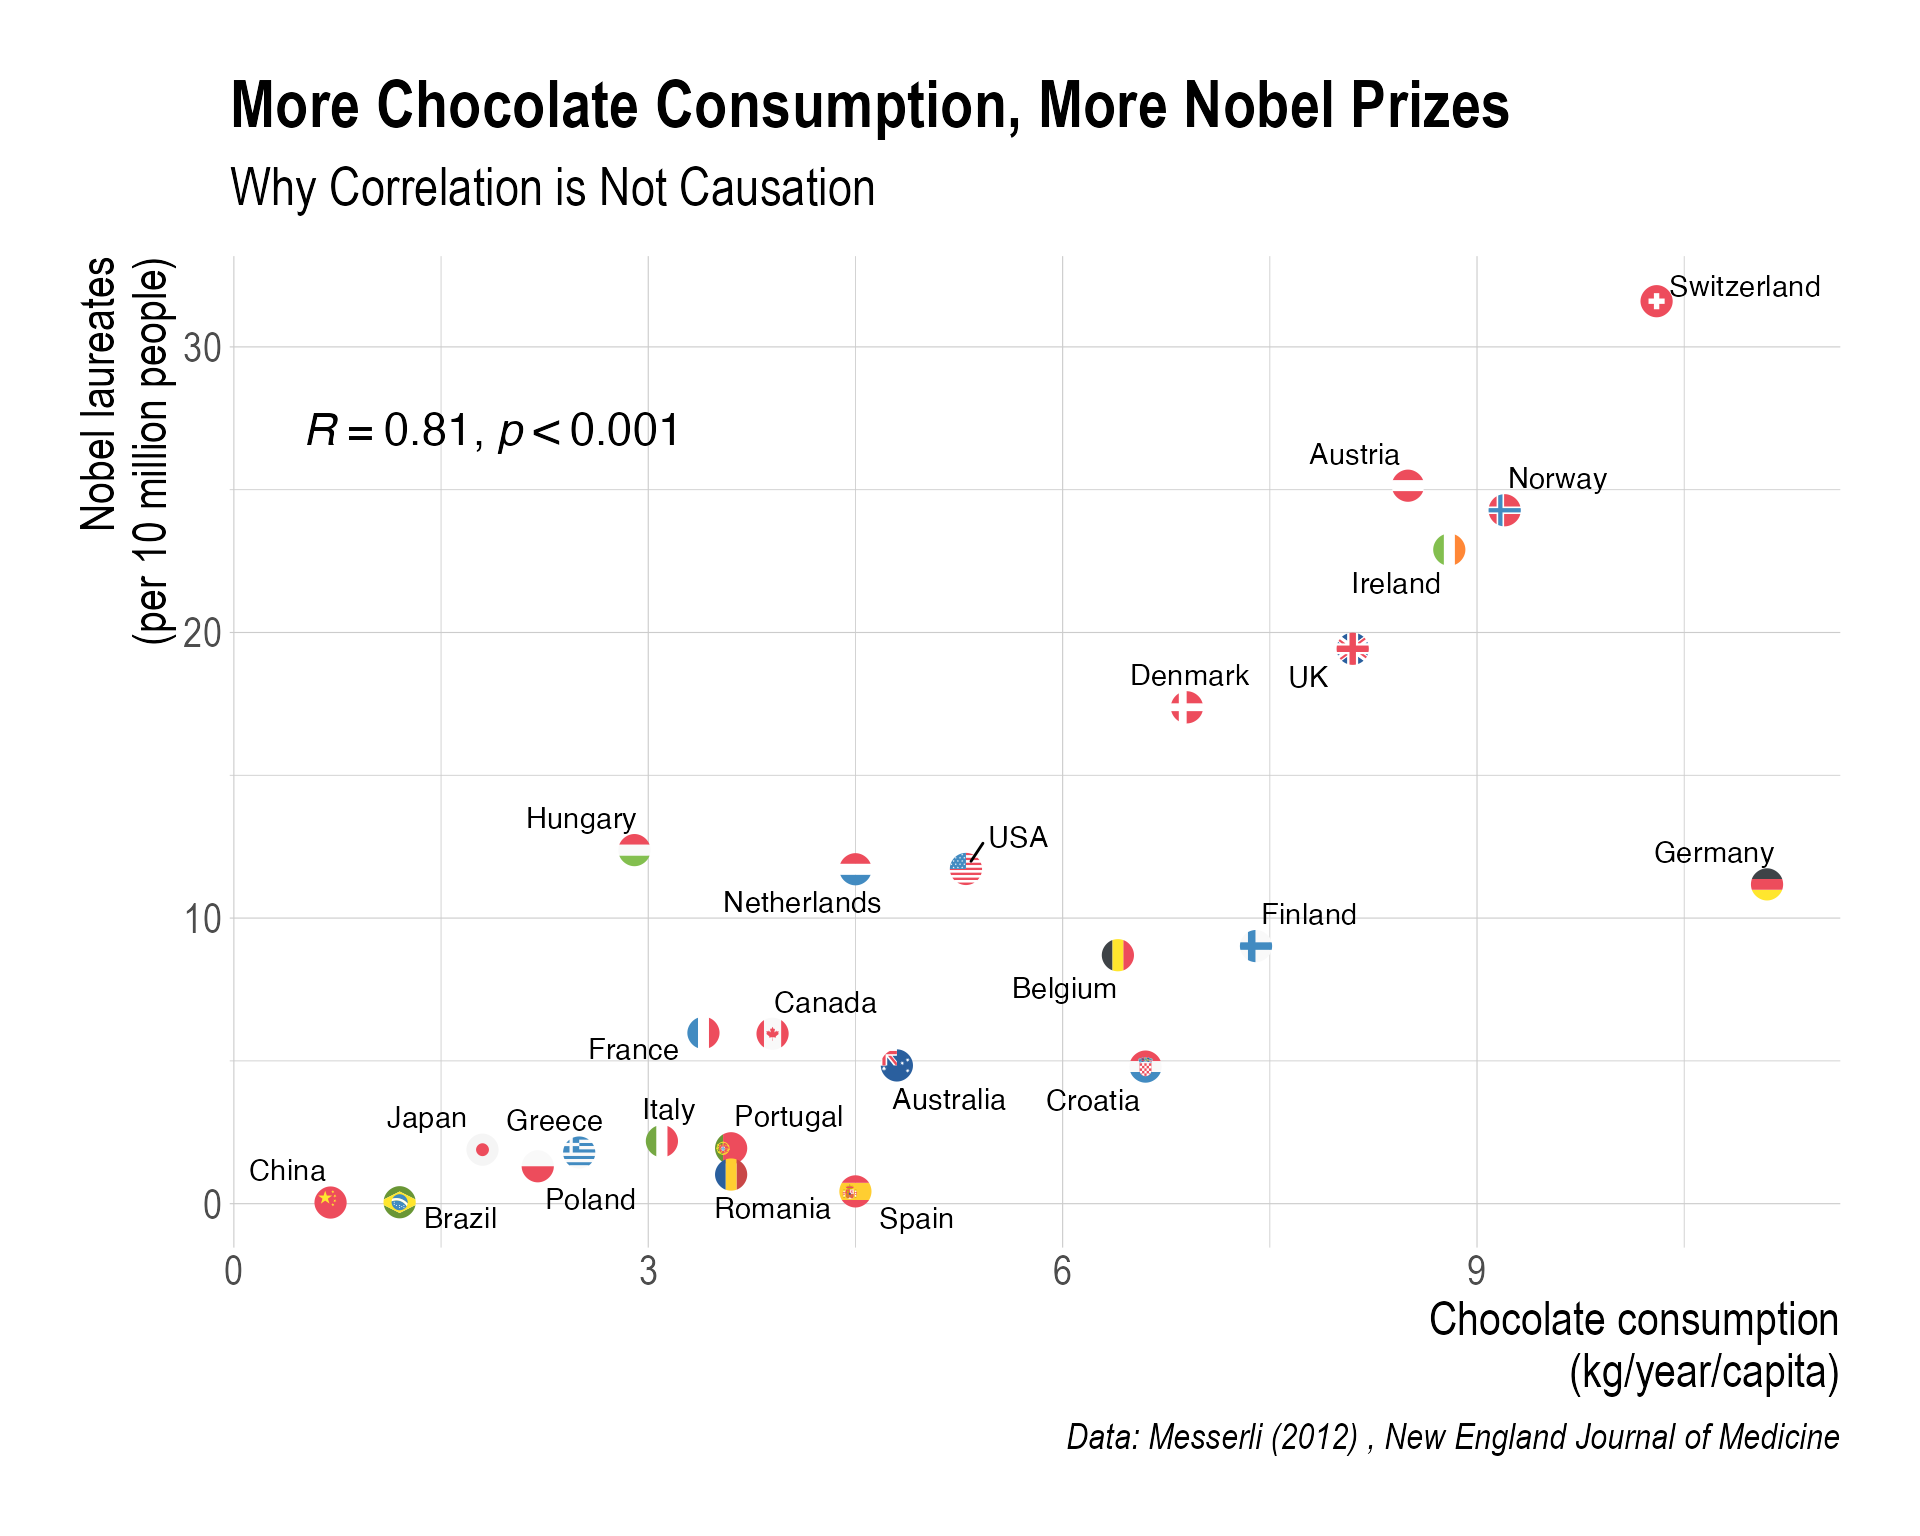 More Chocolate Consumption, More Nobel Prizes
Why Correlation is Not Causation
Nobel laureates
(per 10 million people)
30
20
10
0
R = 0.81, p < 0.001
Switzerland
Austria
Norway
Ireland
UK
Denmark
Hungary
USA
Netherlands
Germany
Finland
Belgium
Canada
France
Australia
Croatia
Italy
Portugal
Japan
Greece
China
Poland
Romania
Brazil
Spain
0
3
6
9
Chocolate consumption
(kg/year/capita)
Data: Messerli (2012) , New England Journal of Medicine